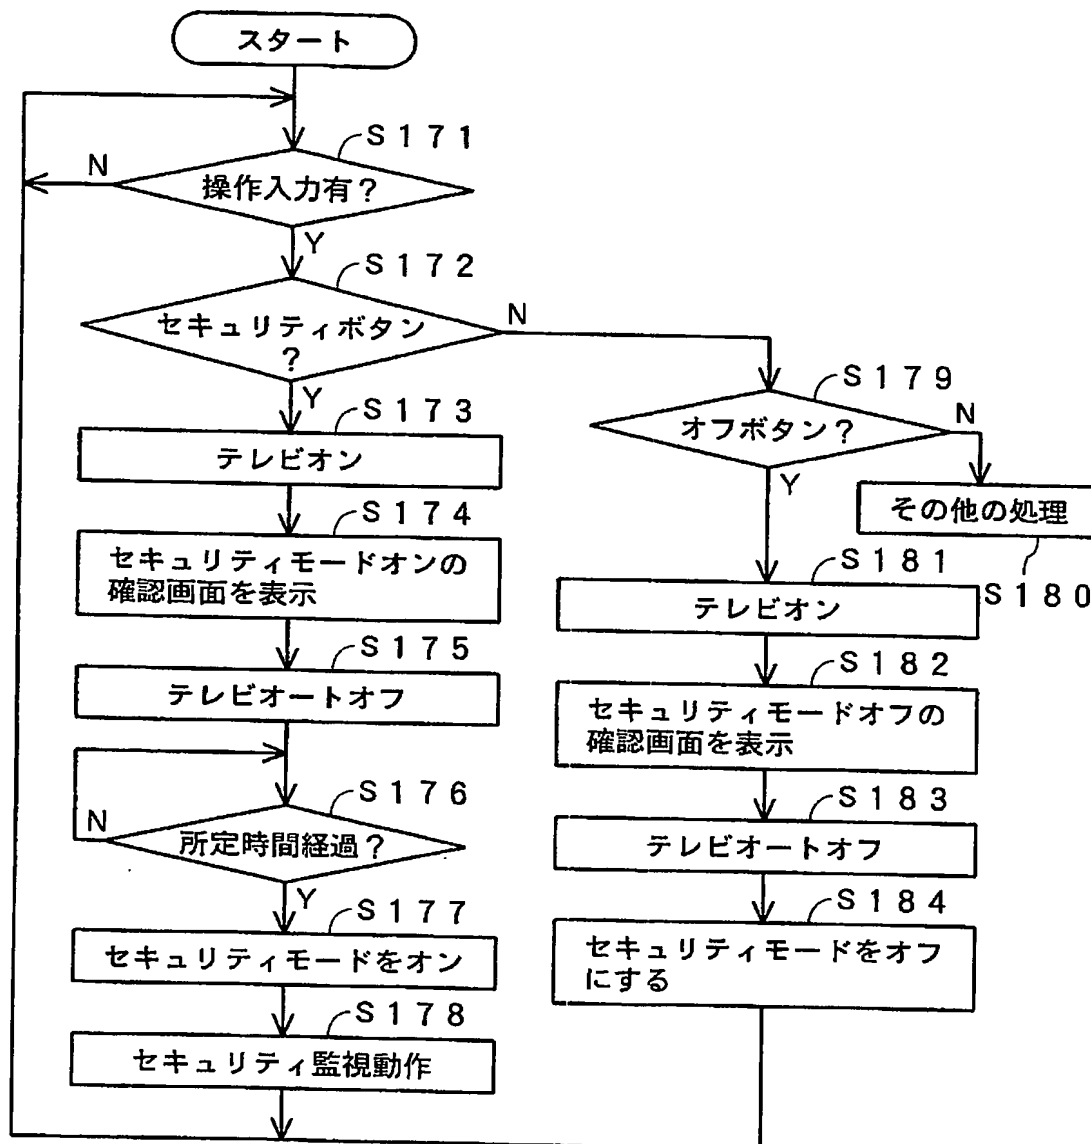 スタート
S171
N
操作入力有？
Y
S172
セキュリティボタン
？
N
Y
S173
テレビオン
S174
セキュリティモードオンの
確認画面を表示
S175
テレビオートオフ
S176
N
所定時間経過？
Y
S177
セキュリティモードをオン
S178
セキュリティ監視動作
S179
オフボタン？
N
Y
その他の処理
S180
S181
テレビオン
S182
セキュリティモードオフの
確認画面を表示
S183
テレビオートオフ
S184
セキュリティモードをオフ
にする